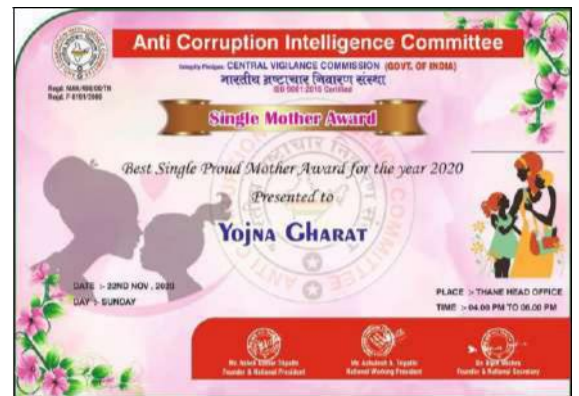 Anti Corruption Intelligence Committee
Integrity Pledges: CENTRAL VIGILANCE COMMISSION (GOVT. OF INDIA)
भारतीय भ्रष्टाचार निवारण संस्था
ISO 9001:2015 Certified
Single Mother Award
Best Single Proud Mother Award for the year 2020
Presented to
YOJNA GHARAT
DATE :- 22ND NOV , 2020
DAY :- SUNDAY
PLACE :- THANE HEAD OFFICE
TIME :- 04.00 PM TO 06.00 PM
Founder & National President
National Working President
Founder & National Secretary